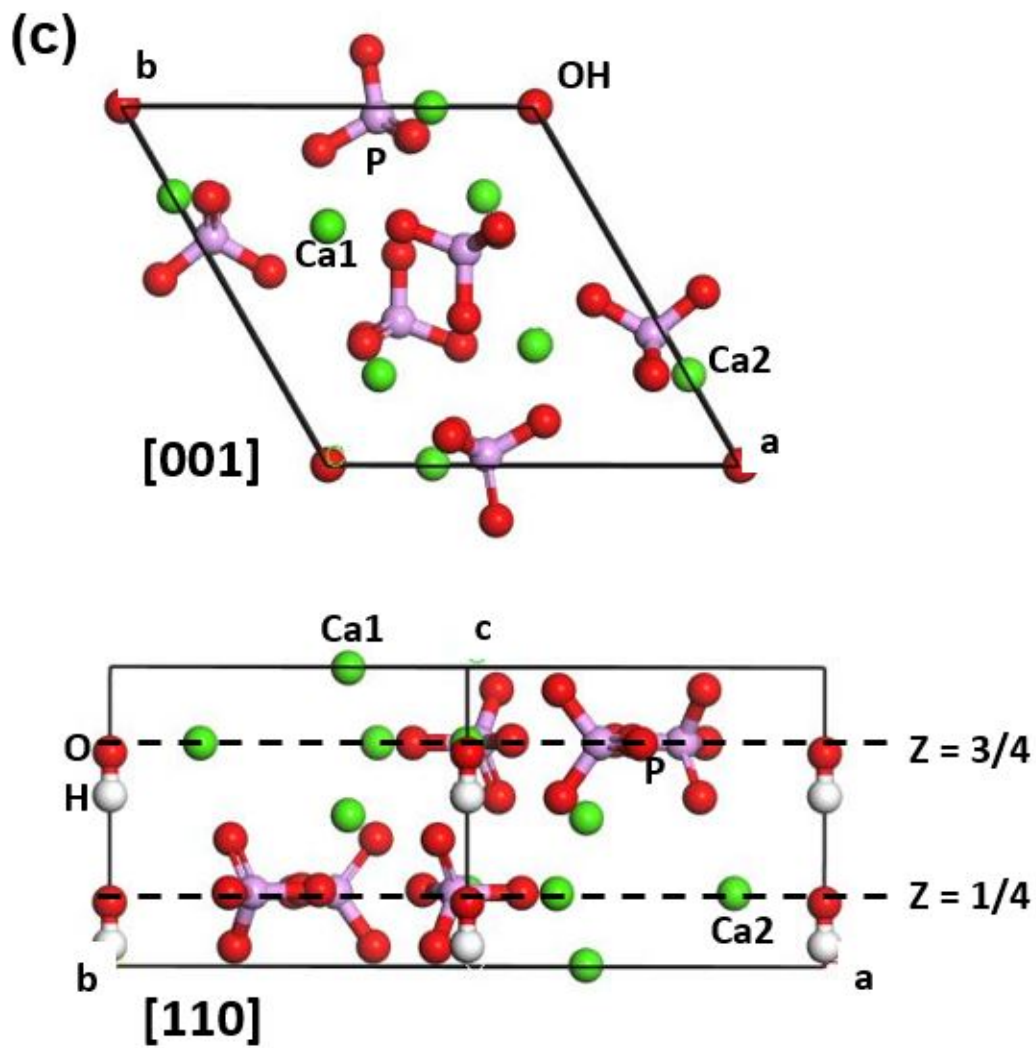 (c)
b
OH
P
Ca1
Ca2
a
[001]
Ca1
c
O
Z = 3/4
P
H
Z = 1/4
Ca2
b
a
[110]